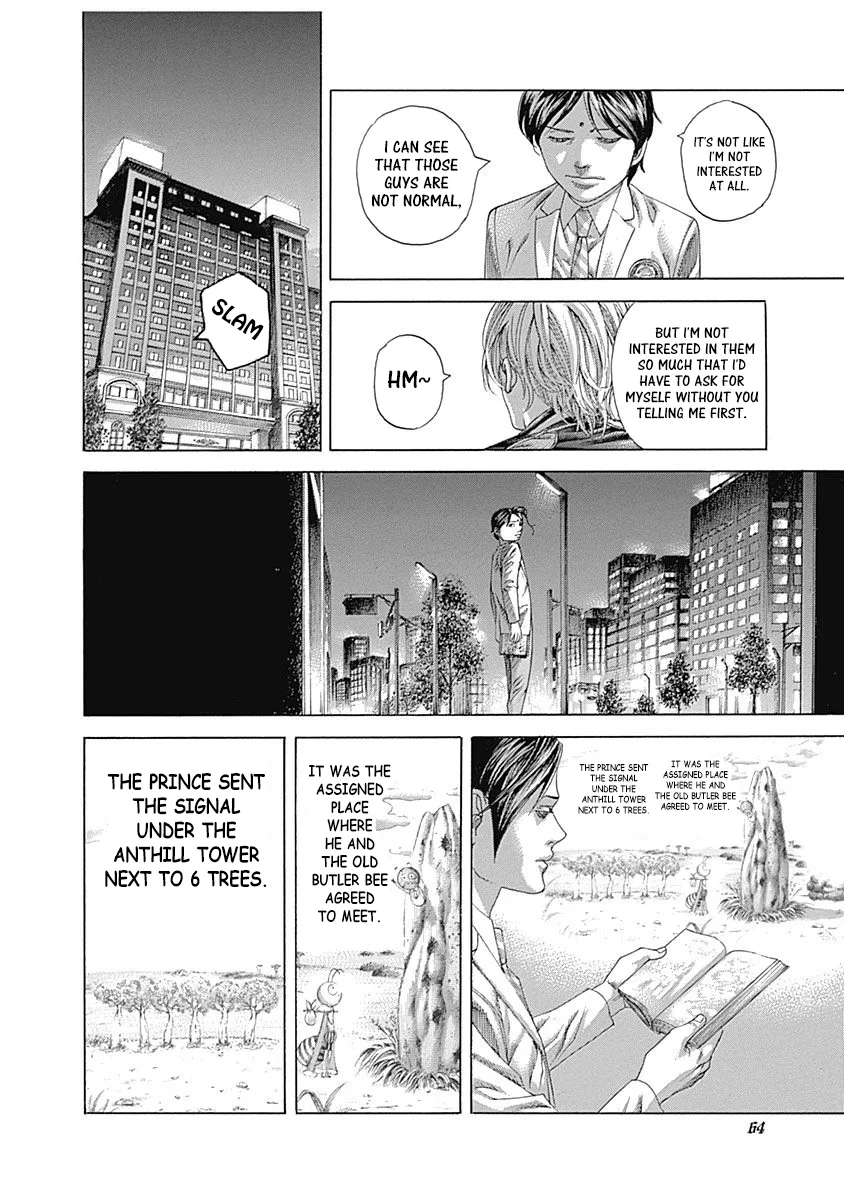 IT'S NOT LIKE
I'M NOT
INTERESTED
AT ALL.
I CAN SEE
THAT THOSE
GUYS ARE
NOT NORMAL,
BUT I'M NOT
INTERESTED IN THEM
SO MUCH THAT I'D
HAVE TO ASK FOR
MYSELF WITHOUT YOU
TELLING ME FIRST.
HM~
SLAM
THE PRINCE SENT
THE SIGNAL
UNDER THE
ANTHILL TOWER
NEXT TO 6 TREES.
IT WAS THE
ASSIGNED PLACE
WHERE HE AND
THE OLD BUTLER BEE
AGREED TO MEET.
IT WAS THE
ASSIGNED
PLACE
WHERE
HE AND
THE OLD
BUTLER BEE
AGREED
TO MEET.
THE PRINCE SENT
THE SIGNAL
UNDER THE
ANTHILL TOWER
NEXT TO 6 TREES.
64